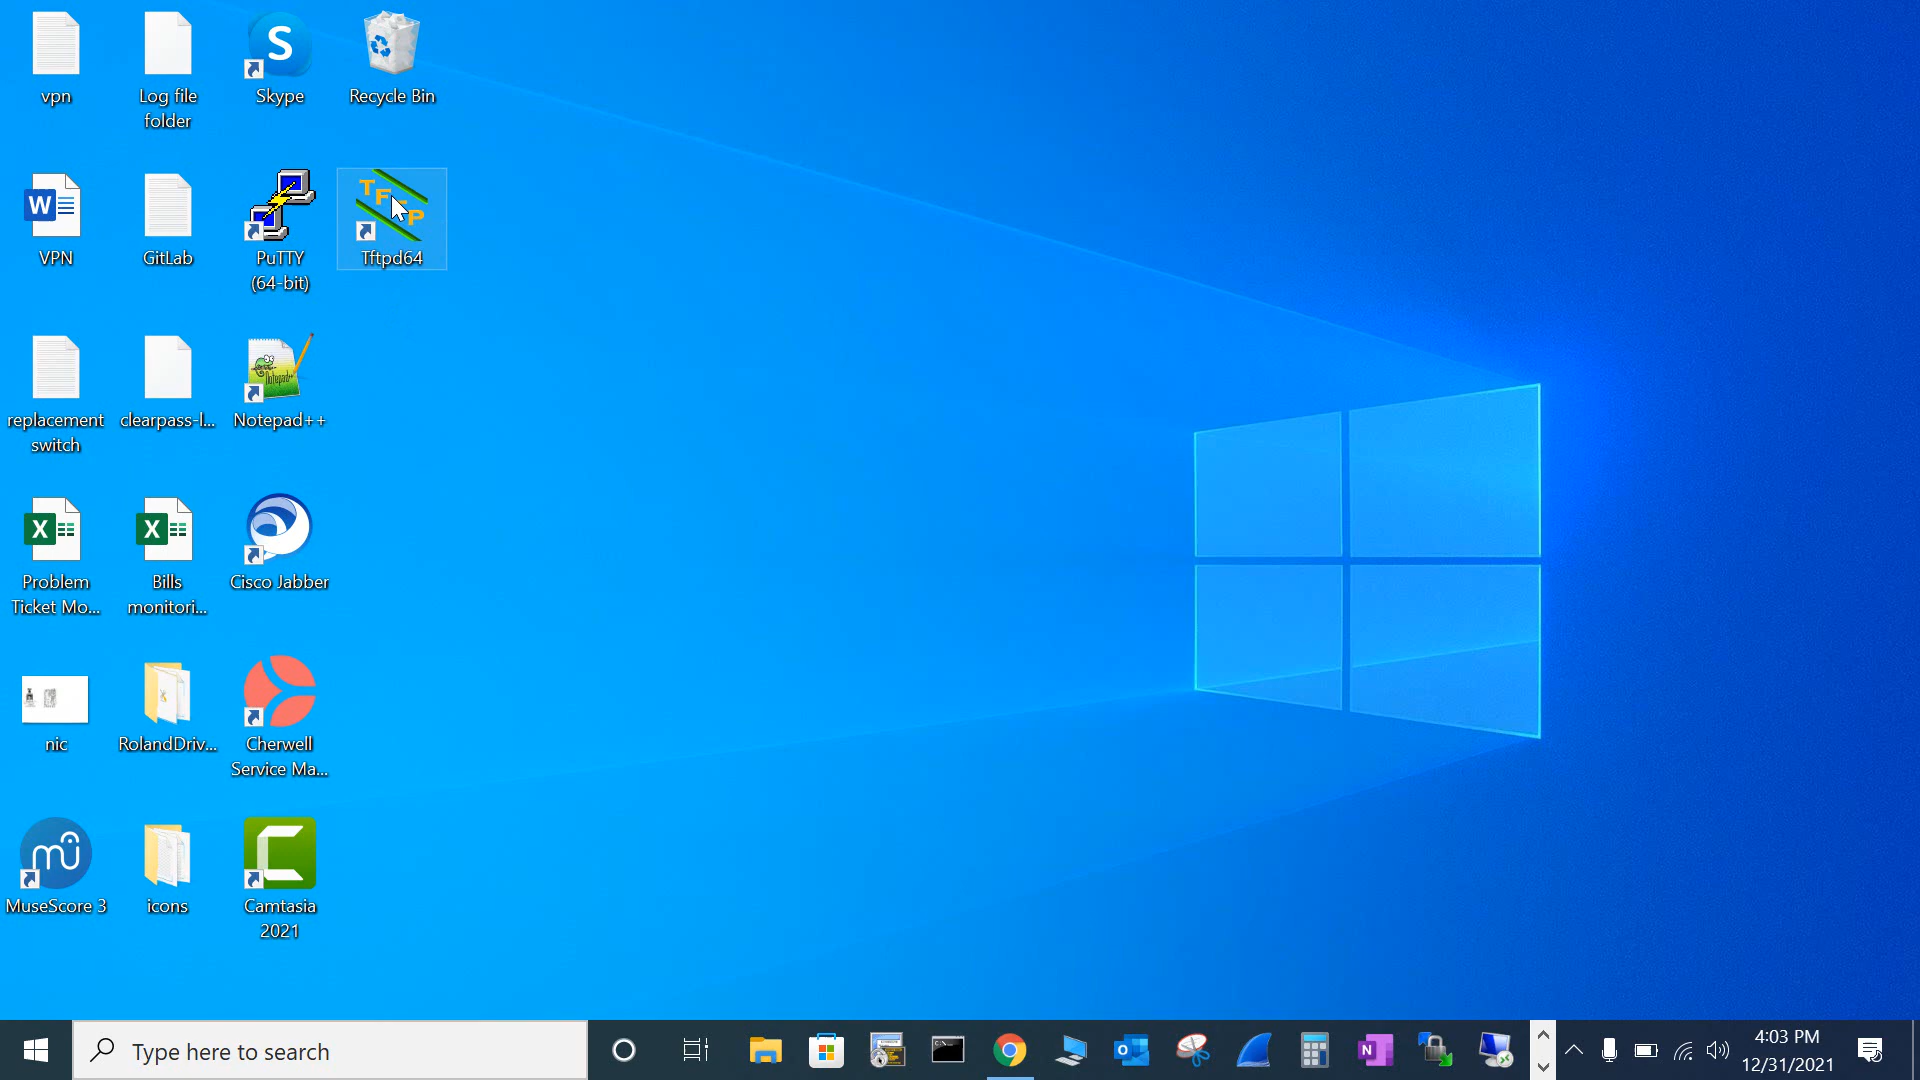 vpn
Log file
folder
Skype
Recycle Bin
VPN
GitLab
PuTTY
(64-bit)
Tftpd64
replacement
switch
clearpass-l...
Notepad++
Problem
Ticket Mo...
Bills
monitori...
Cisco Jabber
nic
RolandDriv...
Cherwell
Service Ma...
MuseScore 3
icons
Camtasia
2021
Type here to search
4:03 PM
12/31/2021